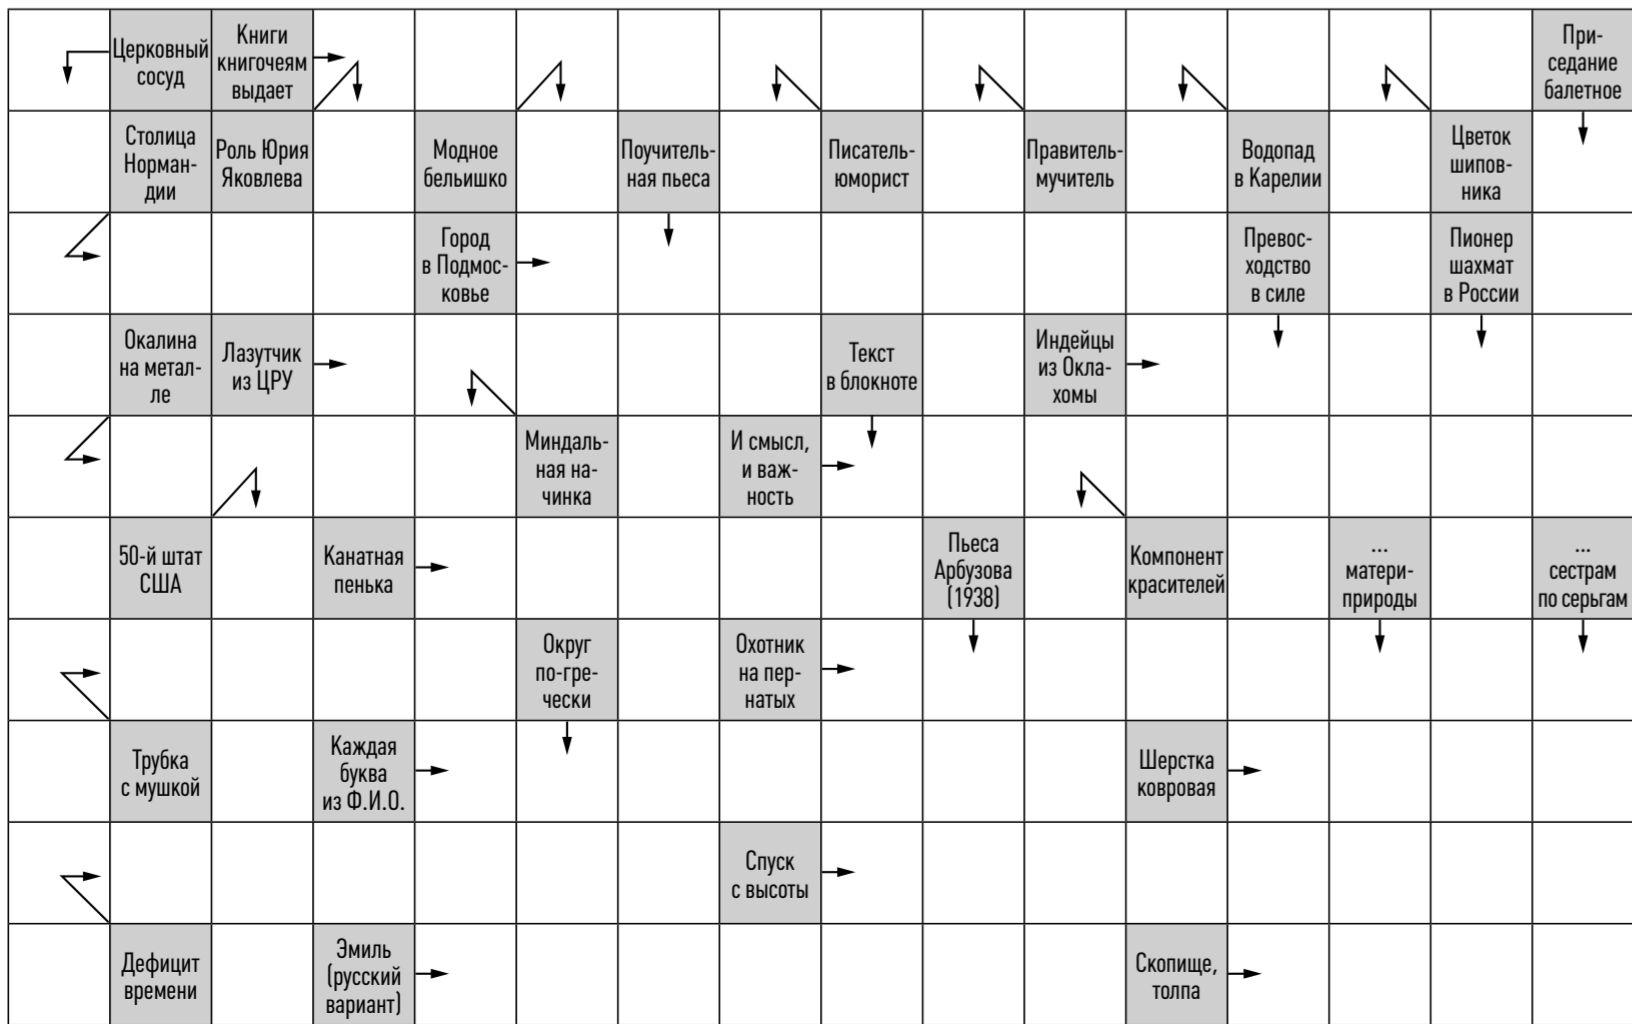 Церковный
сосуд
Книги
книгочеям
выдает
При-
седание
балетное
Столица
Норман-
дии
Роль Юрия
Яковлева
Модное
бельишко
Поучитель-
ная пьеса
Писатель-
юморист
Правитель-
мучитель
Водопад
в Карелии
Цветок
шипов-
ника
Город
в Подмос-
ковье
Превос-
ходство
в силе
Пионер
шахмат
в России
Окалина
на метал-
ле
Лазутчик
из ЦРУ
Текст
в блокноте
Индейцы
из Окла-
хомы
Миндаль-
ная на-
чинка
И смысл,
и важ-
ность
50-й штат
США
Канатная
пенька
Пьеса
Арбузова
(1938)
Компонент
красителей
...
матери-
природы
...
сестрам
по серьгам
Округ
по-гре-
чески
Охотник
на пер-
натых
Трубка
с мушкой
Каждая
буква
из Ф.И.О.
Шерстка
ковровая
Спуск
с высоты
Дефицит
времени
Эмиль
(русский
вариант)
Скопище,
толпа